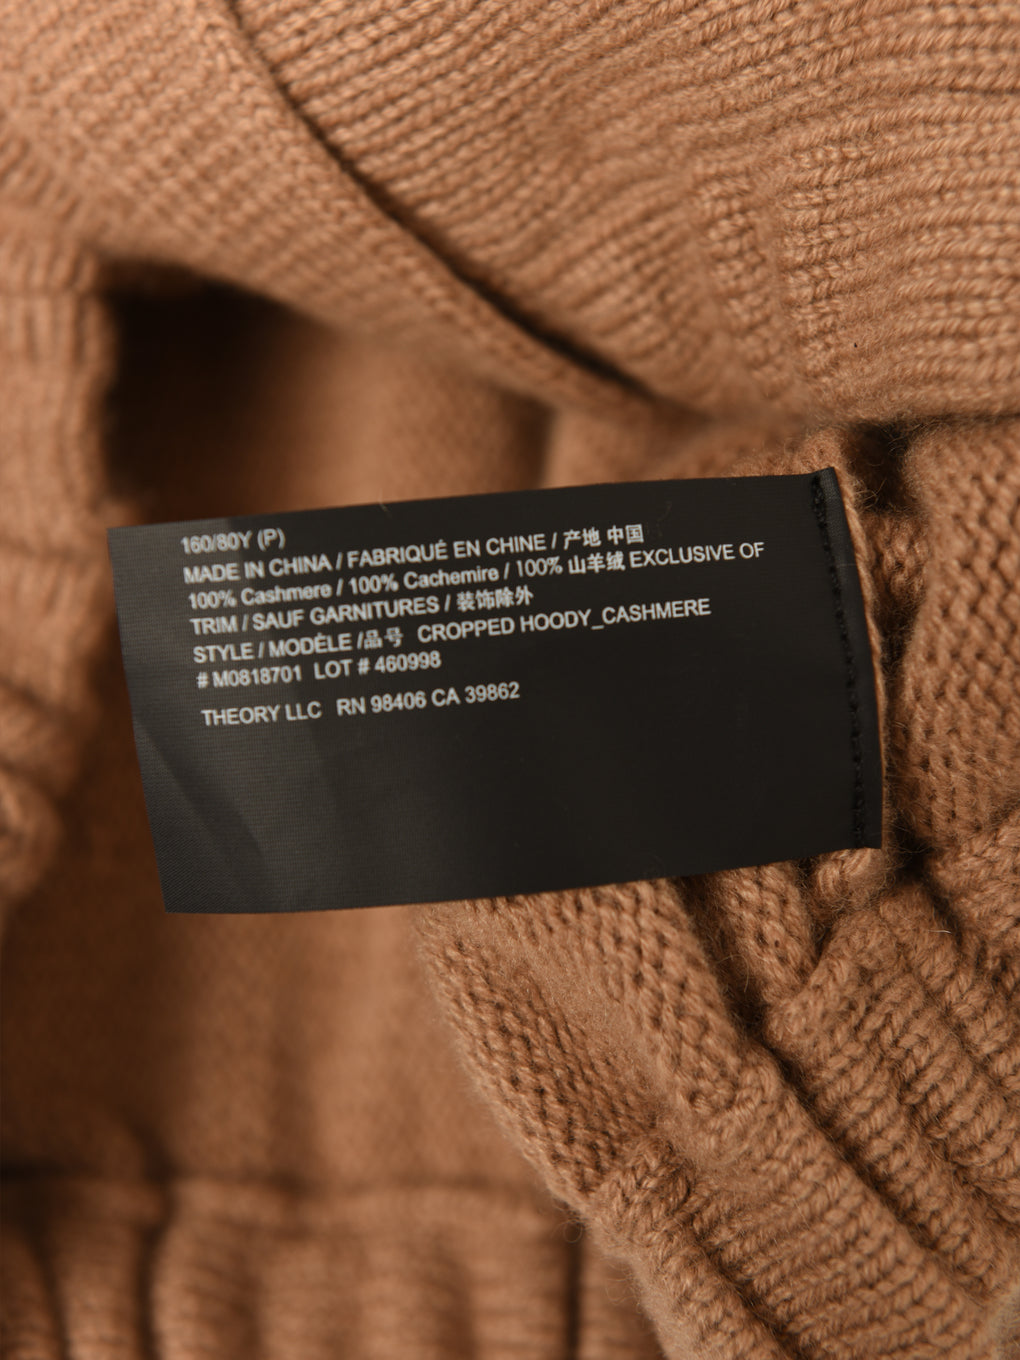 160/80Y (P)
MADE IN CHINA / FABRIQUÉ EN CHINE / 产地 中国
100% Cashmere / 100% Cachemire / 100% 山羊绒 EXCLUSIVE OF
TRIM / SAUF GARNITURES / 装饰除外
STYLE / MODÈLE /品号 CROPPED HOODY_CASHMERE
# M0818701 LOT # 460998
THEORY LLC RN 98406 CA 39862